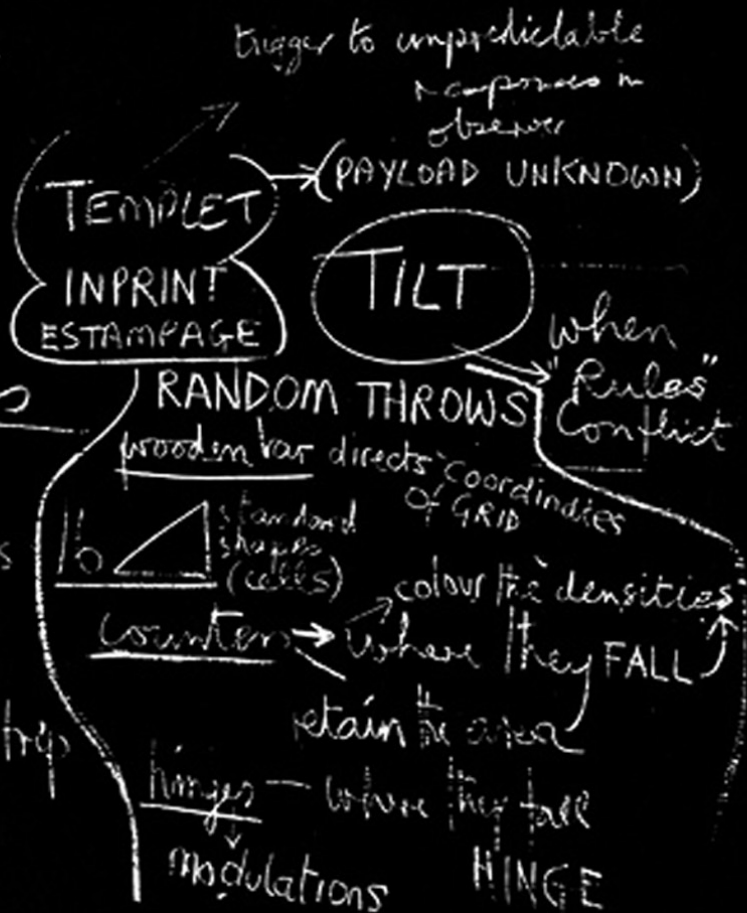 trigger to unpredictable
responses in
observer
TEMPLET → (PAYLOAD UNKNOWN)
INPRINT
ESTAMPAGE
TILT
when
"Rules"
Conflict
RANDOM THROWS
wooden bar directs coordinates
of GRID
standard
shapes
(cells)
colour the densities
counters → where they FALL
retain the area
trip
hinges — where they fall
modulations
HINGE